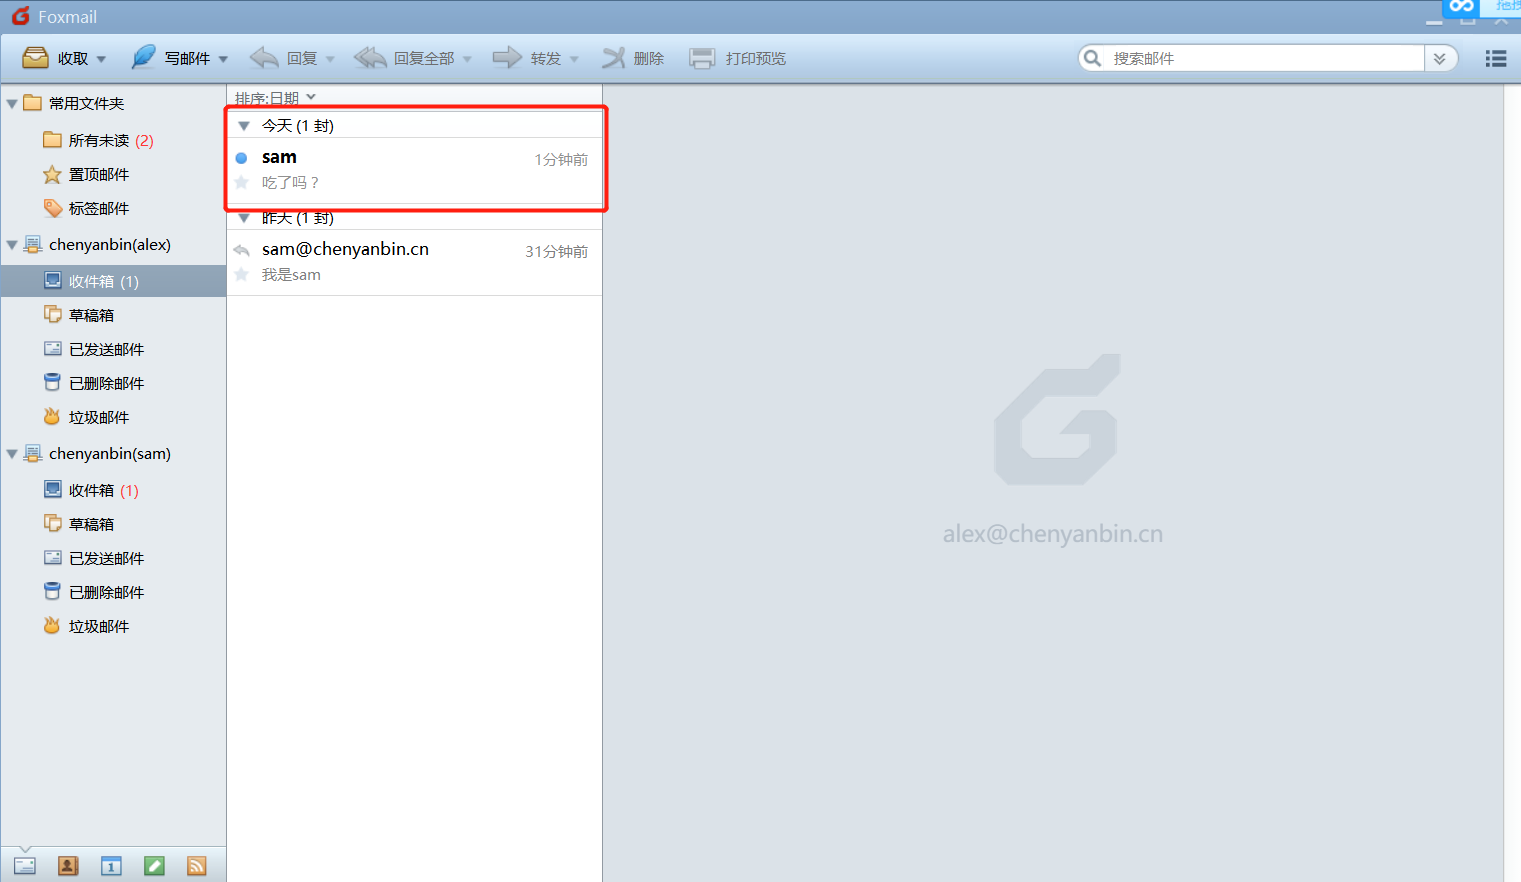 Foxmail
拖拽
收取
写邮件
回复
回复全部
转发
删除
打印预览
搜索邮件
常用文件夹
所有未读 (2)
置顶邮件
标签邮件
chenyanbin(alex)
收件箱 (1)
草稿箱
已发送邮件
已删除邮件
垃圾邮件
chenyanbin(sam)
收件箱 (1)
草稿箱
已发送邮件
已删除邮件
垃圾邮件
1
排序:日期
今天 (1 封)
sam
1分钟前
吃了吗？
昨天 (1 封)
sam@chenyanbin.cn
31分钟前
我是sam
alex@chenyanbin.cn